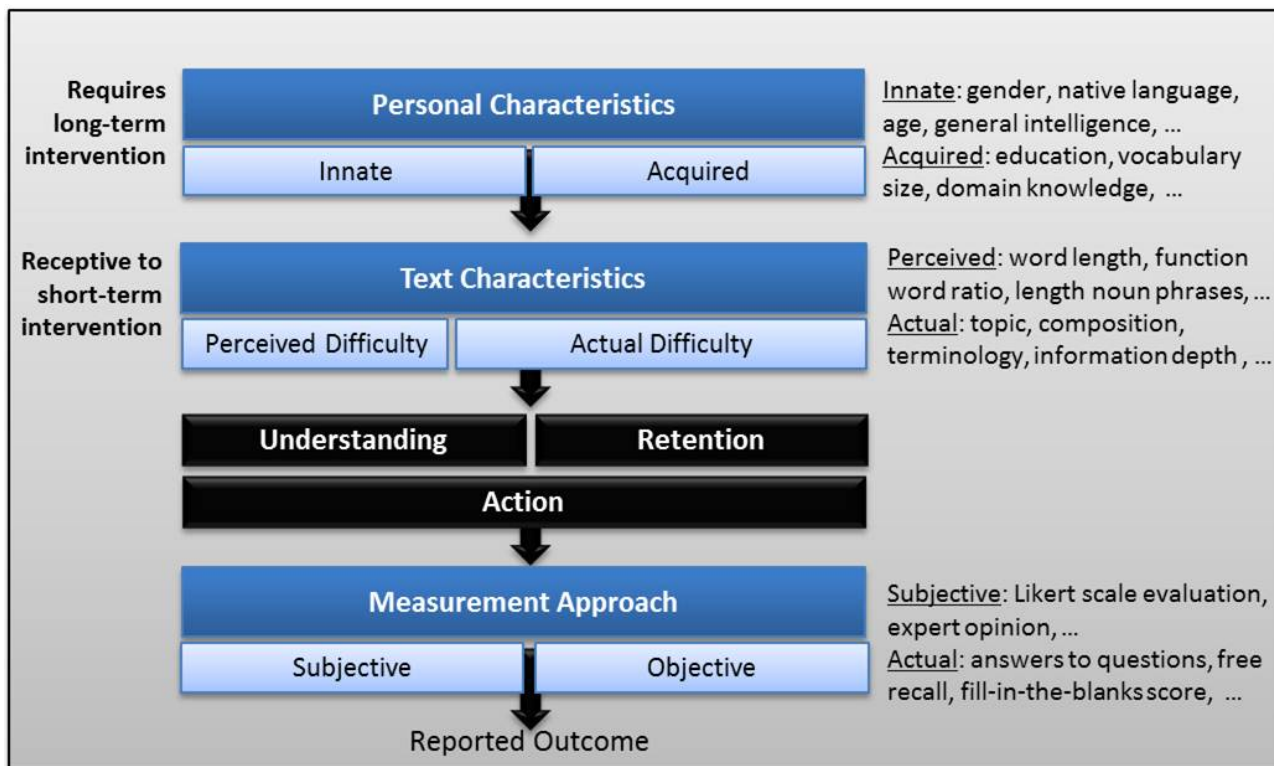 Requires
long-term
intervention
Personal Characteristics
Innate
Acquired
Innate: gender, native language,
age, general intelligence, ...
Acquired: education, vocabulary
size, domain knowledge, ...
Receptive to
short-term
intervention
Text Characteristics
Perceived Difficulty
Actual Difficulty
Perceived: word length, function
word ratio, length noun phrases, ...
Actual: topic, composition,
terminology, information depth , ...
Understanding
Retention
Action
Measurement Approach
Subjective
Objective
Subjective: Likert scale evaluation,
expert opinion, ...
Actual: answers to questions, free
recall, fill-in-the-blanks score, ...
Reported Outcome